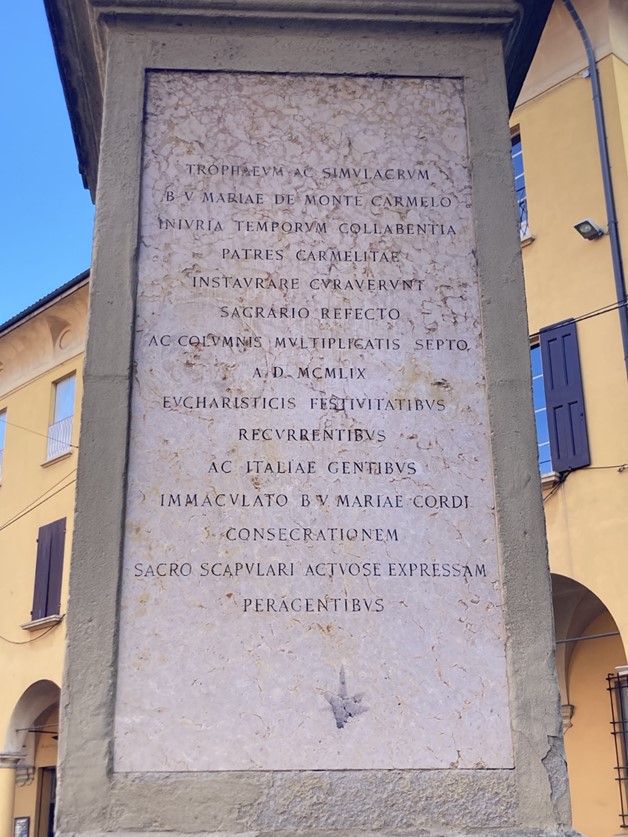 TROPHAEVM AC SIMVLACRVM
B V MARIAE DE MONTE CARMELO
INIVRIA TEMPORVM COLLABENTIA
PATRES CARMELITAE
INSTAVRARE CVRAVERVNT
SACRARIO REFECTO
AC COLVMNIS MVLTIPLICATIS SEPTO
A. D. MCMLIX
EVCHARISTICIS FESTIVITATIBVS
RECVRRENTIBVS
AC ITALIAE GENTIBVS
IMMACVLATO B V MARIAE CORDI
CONSECRATIONEM
SACRO SCAPVLARI ACTVOSE EXPRESSAM
PERAGENTIBVS